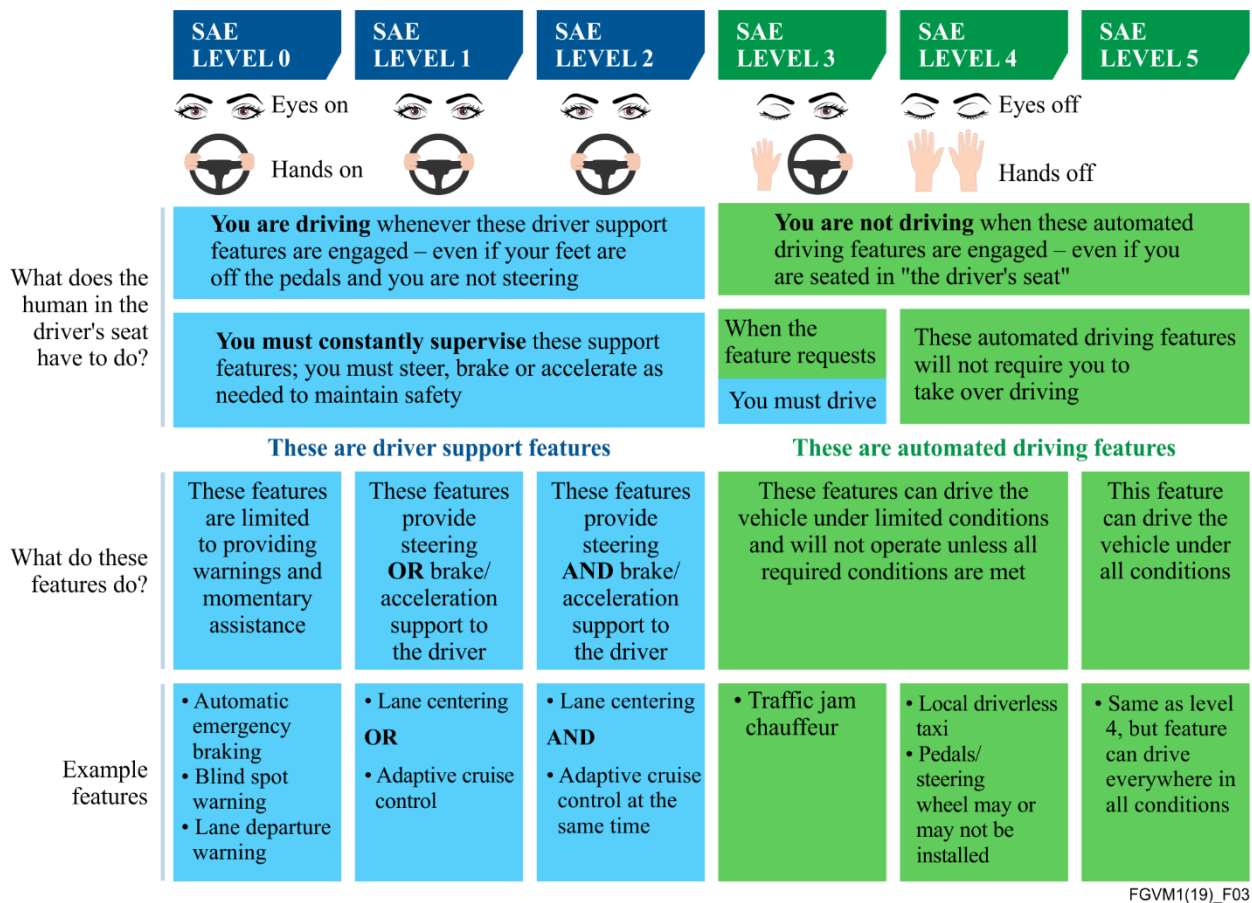 SAE
LEVEL 0
SAE
LEVEL 1
SAE
LEVEL 2
SAE
LEVEL 3
SAE
LEVEL 4
SAE
LEVEL 5
Eyes on
Eyes off
Hands on
Hands off
What does the
human in the
driver's seat
have to do?
You are driving whenever these driver support
features are engaged – even if your feet are
off the pedals and you are not steering
You are not driving when these automated
driving features are engaged – even if you
are seated in "the driver's seat"
You must constantly supervise these support
features; you must steer, brake or accelerate as
needed to maintain safety
When the
feature requests
You must drive
These automated driving features
will not require you to
take over driving
These are driver support features
These are automated driving features
What do these
features do?
These features
are limited
to providing
warnings and
momentary
assistance
These features
provide
steering
OR brake/
acceleration
support to
the driver
These features
provide
steering
AND brake/
acceleration
support to
the driver
These features can drive the
vehicle under limited conditions
and will not operate unless all
required conditions are met
This feature
can drive the
vehicle under
all conditions
Example
features
• Automatic
emergency
braking
• Blind spot
warning
• Lane departure
warning
• Lane centering
OR
• Adaptive cruise
control
• Lane centering
AND
• Adaptive cruise
control at the
same time
• Traffic jam
chauffeur
• Local driverless
taxi
• Pedals/
steering
wheel may or
may not be
installed
• Same as level
4, but feature
can drive
everywhere in
all conditions
FGVM1(19)_F03